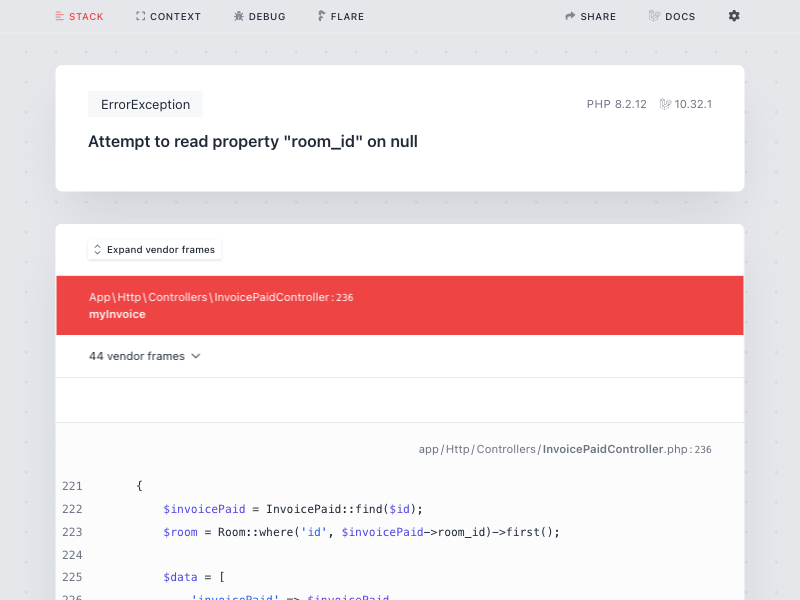 STACK CONTEXT DEBUG FLARE SHARE DOCS
ErrorException PHP 8.2.12 10.32.1
Attempt to read property "room_id" on null
Expand vendor frames
App\Http\Controllers\InvoicePaidController:236
myInvoice
44 vendor frames
app/Http/Controllers/InvoicePaidController.php:236
221 {
222 $invoicePaid = InvoicePaid::find($id);
223 $room = Room::where('id', $invoicePaid->room_id)->first();
224
225 $data = [
226 'invoicePaid' => $invoicePaid